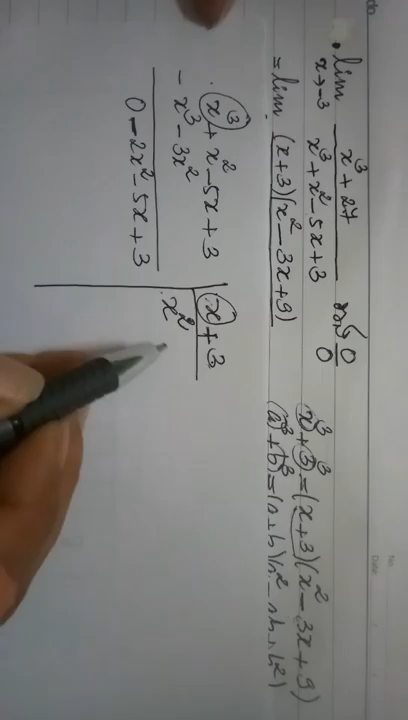 lim x³ + 27 / x³ + x² - 5x + 3 0/0
x → -3
= lim (x+3)(x² - 3x + 9)
x³ + 3³ = (x+3)(x² - 3x + 9)
(a³ + b³) = (a+b)(a² - ab + b²)
x³ + x² - 5x + 3 | x + 3
- x³ - 3x² x²
0 - 2x² - 5x + 3
No.
Date